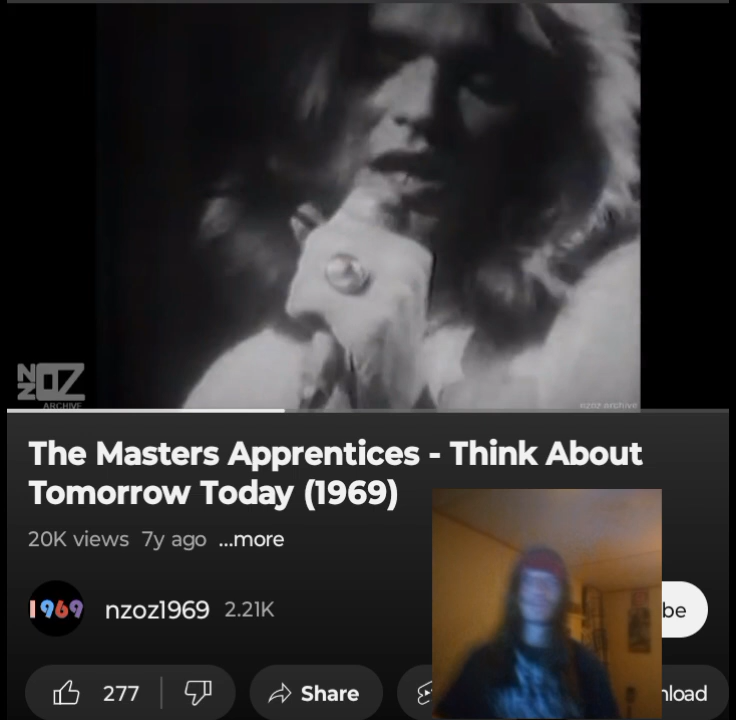 NZOZ
ARCHIVE
nzoz archive
The Masters Apprentices - Think About
Tomorrow Today (1969)
20K views 7y ago ...more
1969 nzoz1969 2.21K
be
277 Share nload